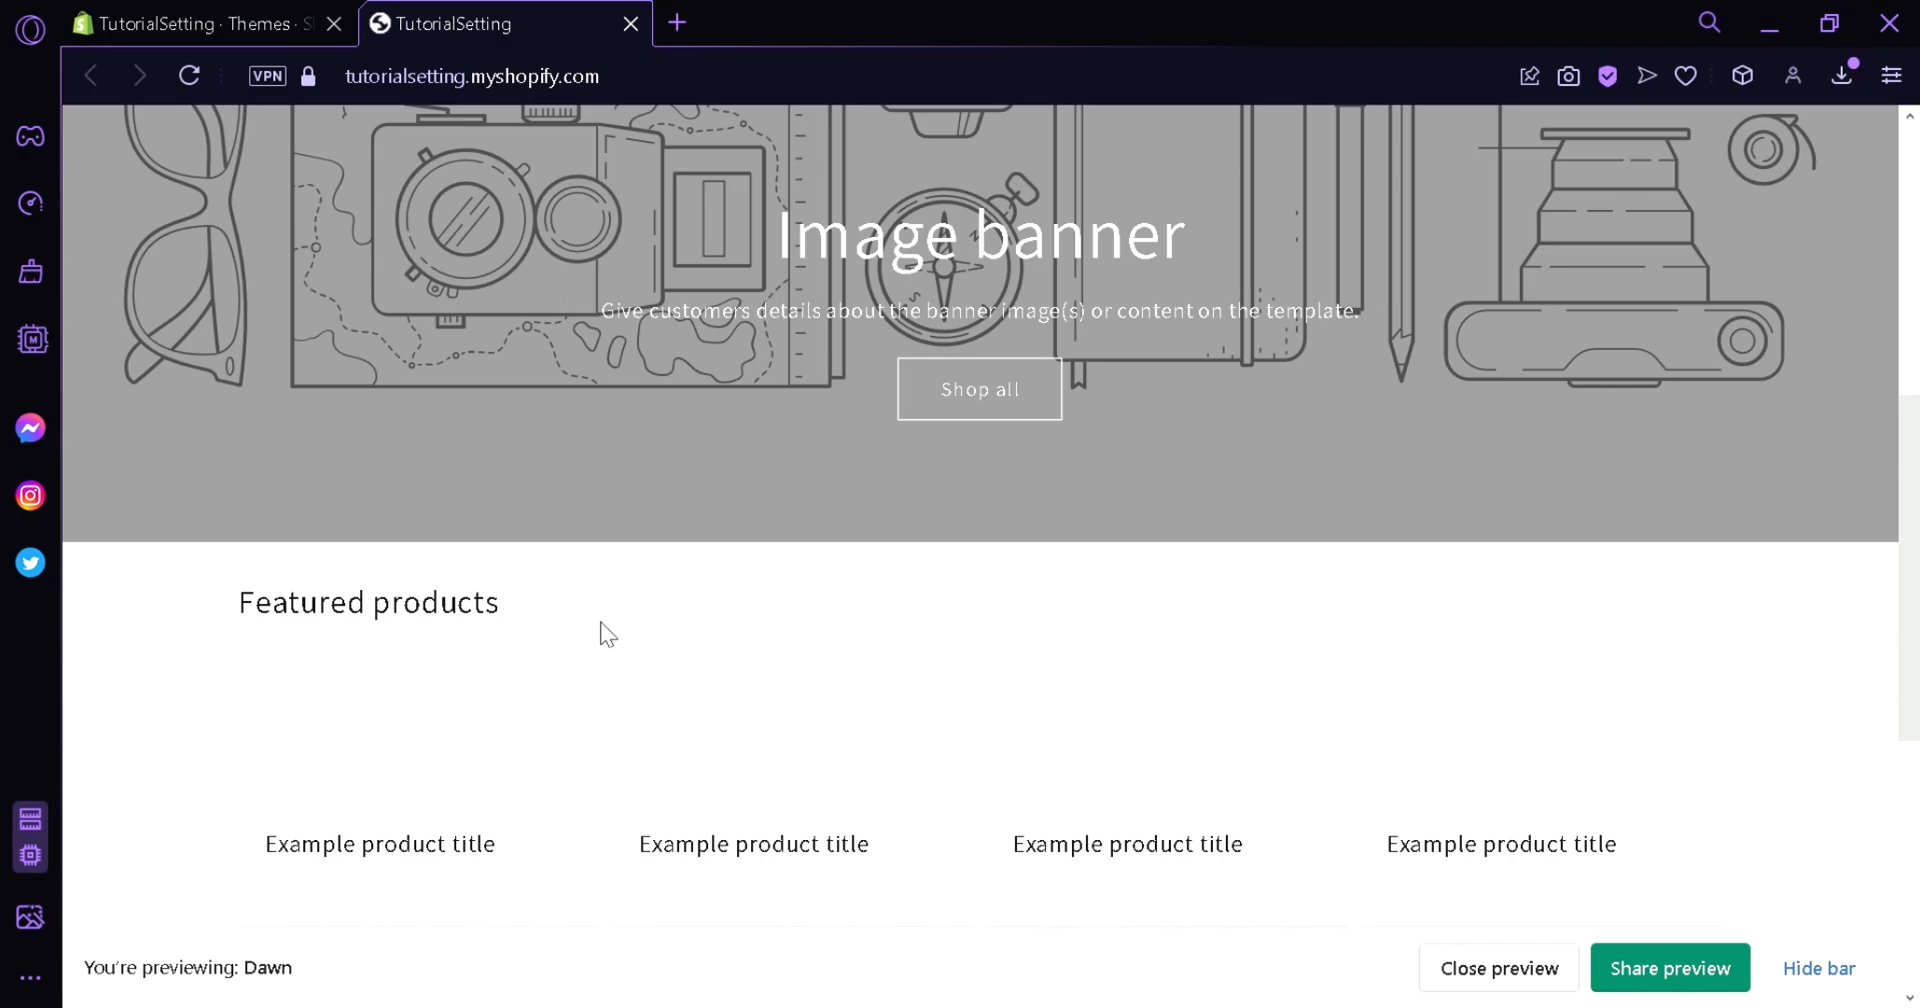 TutorialSetting · Themes · S
TutorialSetting
VPN
tutorialsetting.myshopify.com
Image banner
Give customers details about the banner image(s) or content on the template.
Shop all
Featured products
Example product title
Example product title
Example product title
Example product title
You're previewing: Dawn
Close preview
Share preview
Hide bar